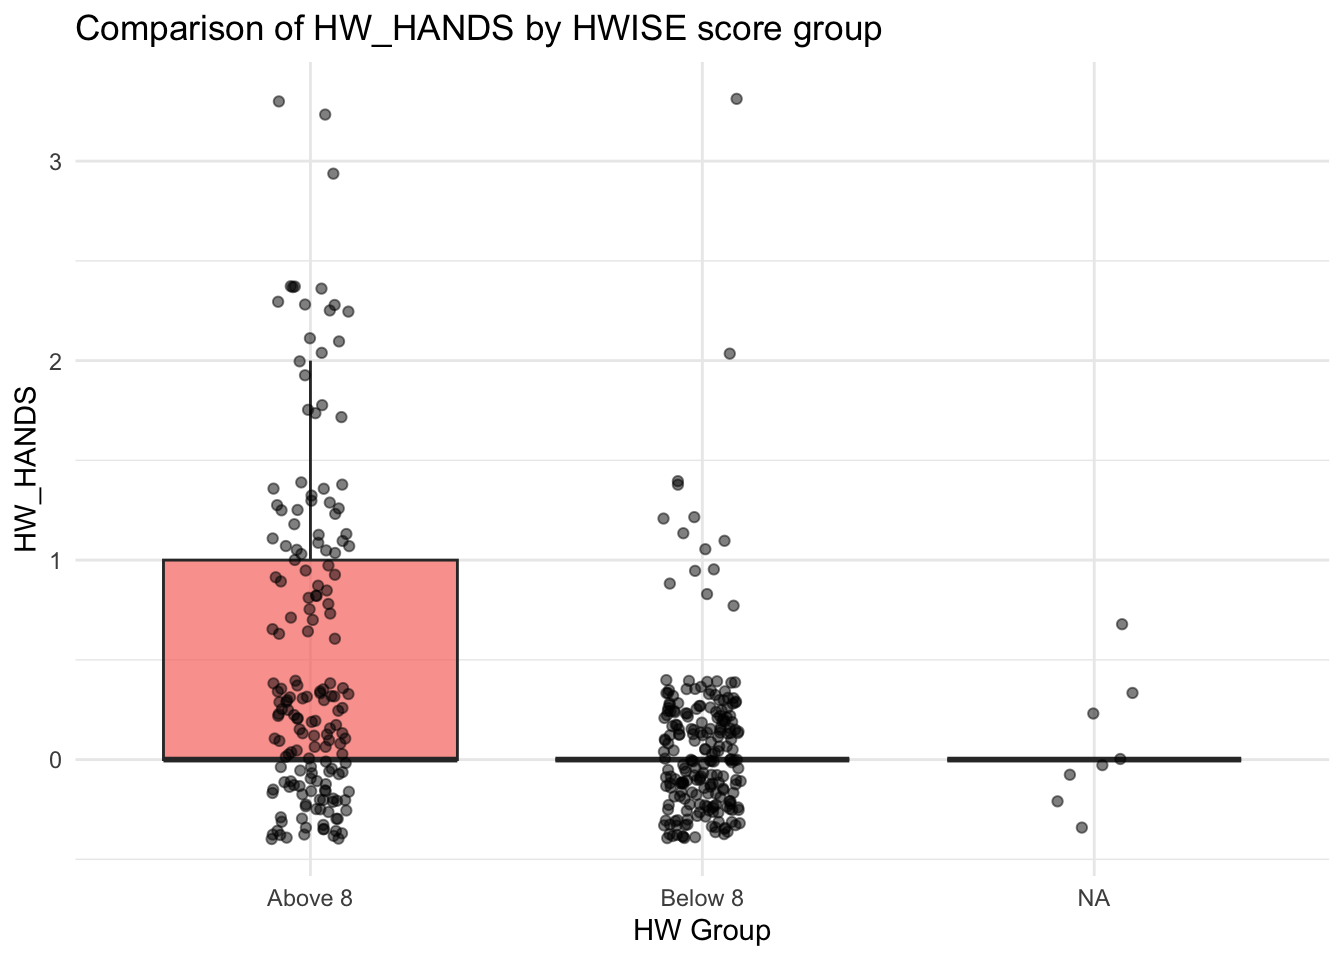 Comparison of HW_HANDS by HWISE score group
HW_HANDS
3
2
1
0
Above 8
Below 8
NA
HW Group